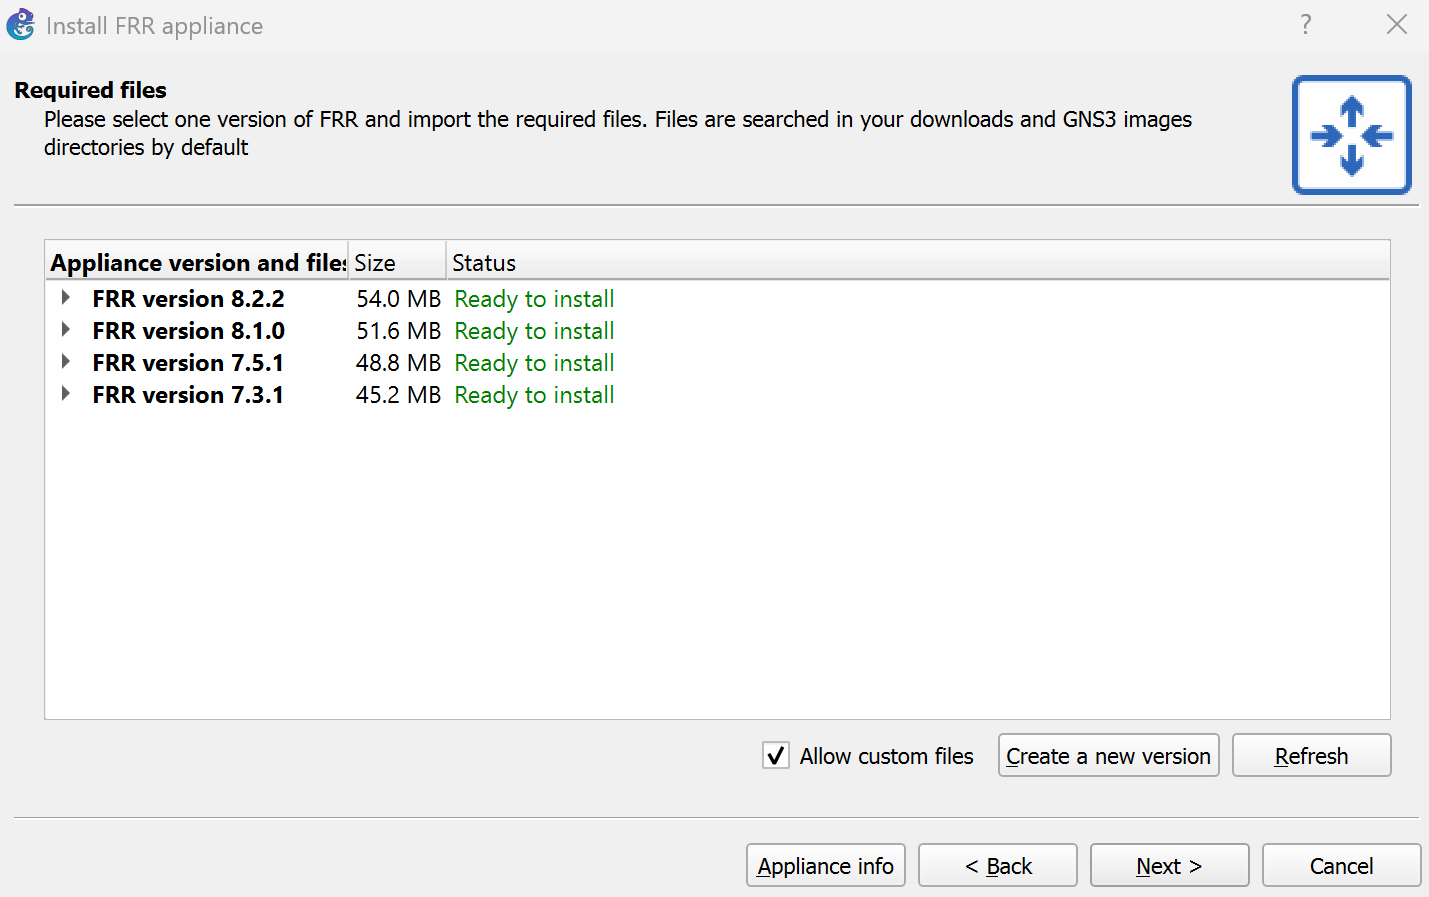 Install FRR appliance
?
Required files
Please select one version of FRR and import the required files. Files are searched in your downloads and GNS3 images
directories by default
Appliance version and files Size Status
FRR version 8.2.2 54.0 MB Ready to install
FRR version 8.1.0 51.6 MB Ready to install
FRR version 7.5.1 48.8 MB Ready to install
FRR version 7.3.1 45.2 MB Ready to install
Allow custom files Create a new version Refresh
Appliance info < Back Next > Cancel